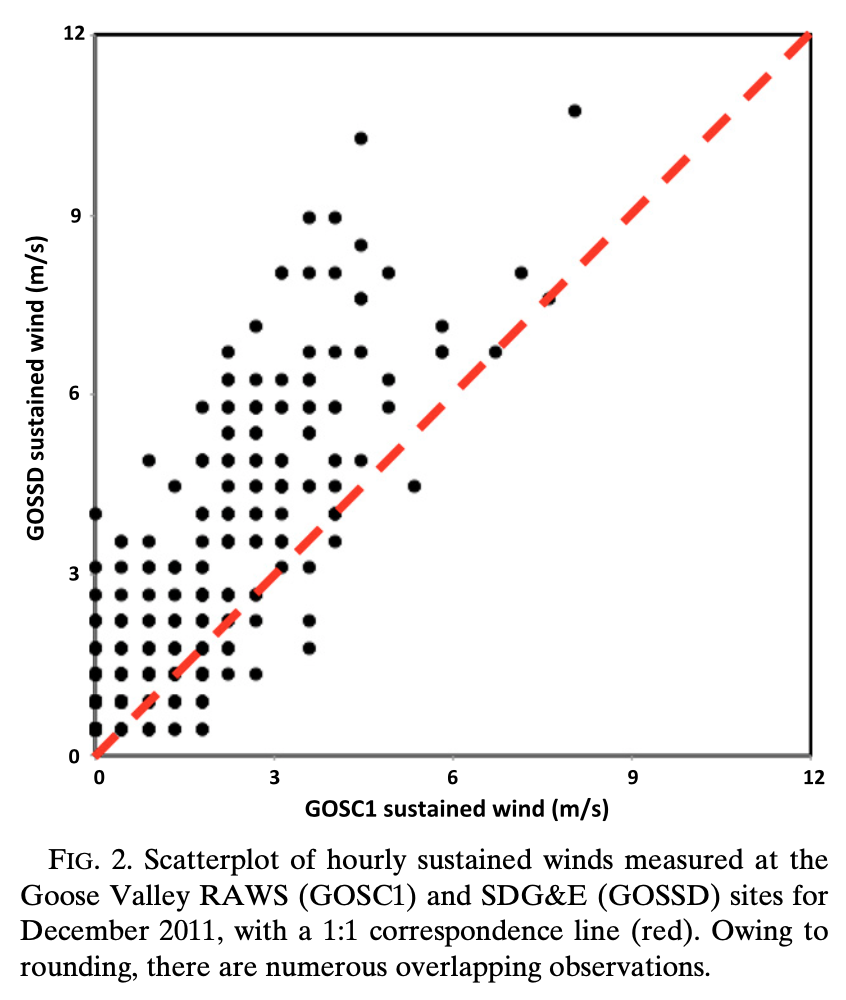 12
9
6
3
0
GOSSD sustained wind (m/s)
0 3 6 9 12
GOSC1 sustained wind (m/s)
FIG. 2. Scatterplot of hourly sustained winds measured at the
Goose Valley RAWS (GOSC1) and SDG&E (GOSSD) sites for
December 2011, with a 1:1 correspondence line (red). Owing to
rounding, there are numerous overlapping observations.